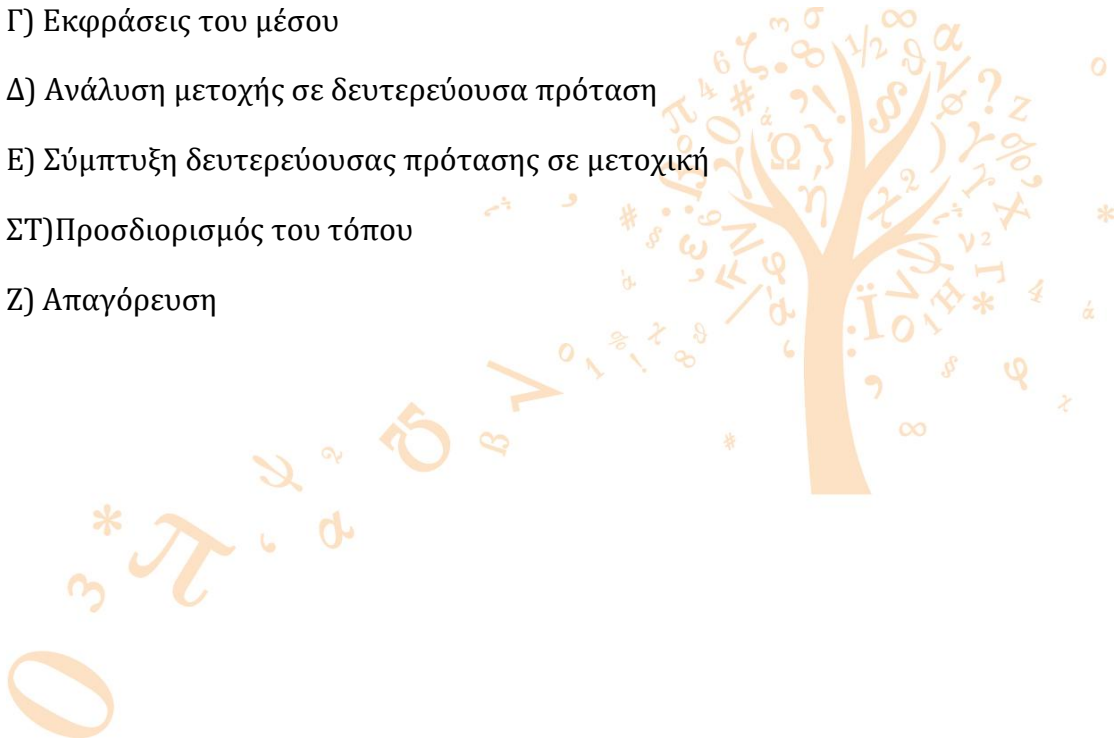 Γ) Εκφράσεις του μέσου
Δ) Ανάλυση μετοχής σε δευτερεύουσα πρόταση
Ε) Σύμπτυξη δευτερεύουσας πρότασης σε μετοχική
ΣΤ)Προσδιορισμός του τόπου
Ζ) Απαγόρευση